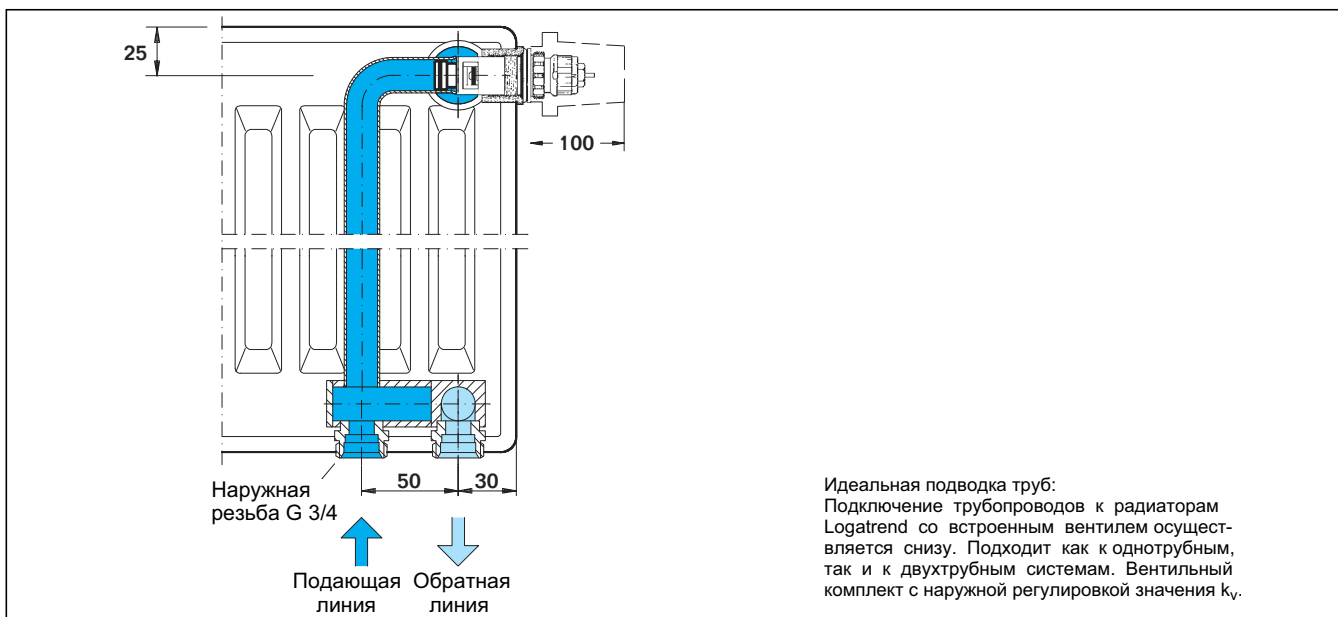 25
100
50
30
Наружная
резьба G 3/4
Подающая
линия
Обратная
линия
Идеальная подводка труб:
Подключение трубопроводов к радиаторам
Logatrend со встроенным вентилем осущест-
вляется снизу. Подходит как к однотрубным,
так и к двухтрубным системам. Вентильный
комплект с наружной регулировкой значения kv.